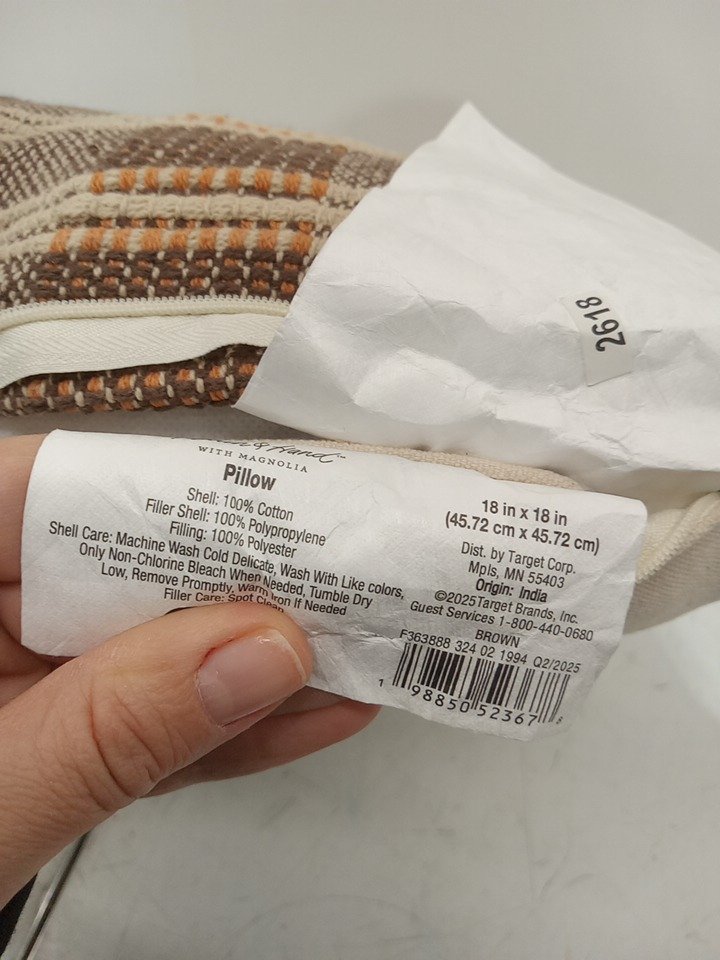 2618
& Hand™
WITH MAGNOLIA
Pillow
Shell: 100% Cotton
Filler Shell: 100% Polypropylene
Filling: 100% Polyester
Shell Care: Machine Wash Cold Delicate, Wash With Like colors,
Only Non-Chlorine Bleach When Needed, Tumble Dry
Low, Remove Promptly, Warm Iron If Needed
Filler Care: Spot Clean
18 in x 18 in
(45.72 cm x 45.72 cm)
Dist. by Target Corp.
Mpls, MN 55403
Origin: India
©2025Target Brands, Inc.
Guest Services 1-800-440-0680
BROWN
F363888 324 02 1994 Q2/2025
1 98850 52367 8